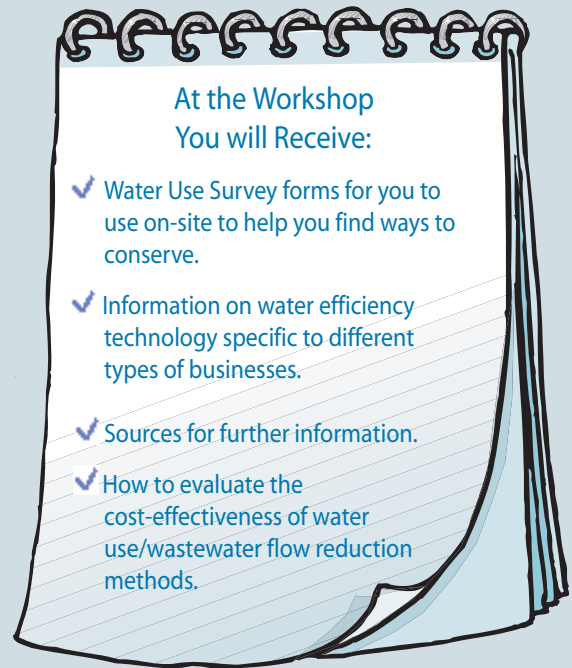 At the Workshop
You will Receive:
Water Use Survey forms for you to
use on-site to help you find ways to
conserve.
Information on water efficiency
technology specific to different
types of businesses.
Sources for further information.
How to evaluate the
cost-effectiveness of water
use/wastewater flow reduction
methods.